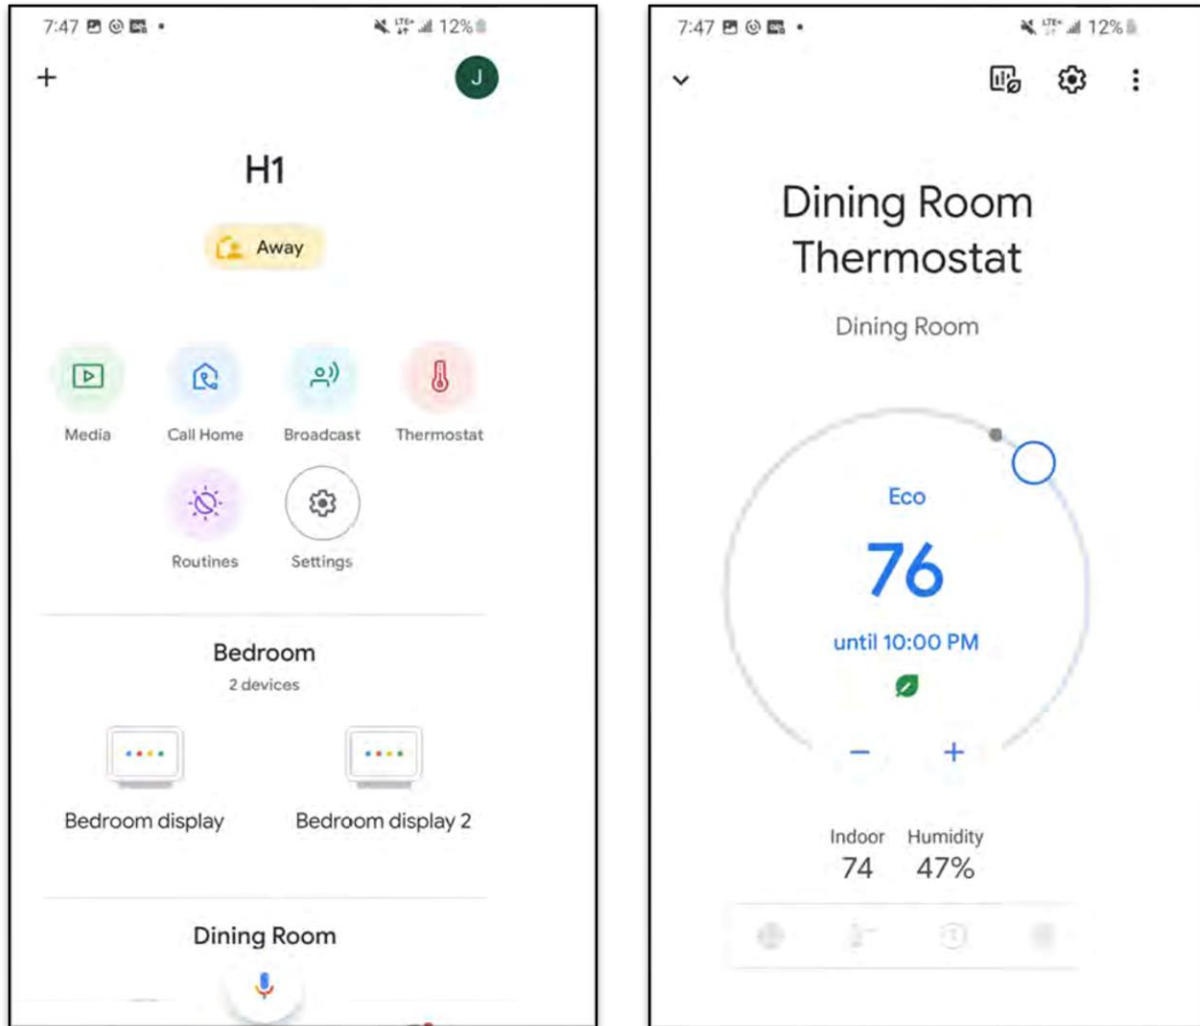 7:47
LTE+
12%
J
H1
Away
Media
Call Home
Broadcast
Thermostat
Routines
Settings
Bedroom
2 devices
Bedroom display
Bedroom display 2
Dining Room
7:47
LTE+
12%
Dining Room
Thermostat
Dining Room
Eco
76
until 10:00 PM
Indoor
Humidity
74
47%